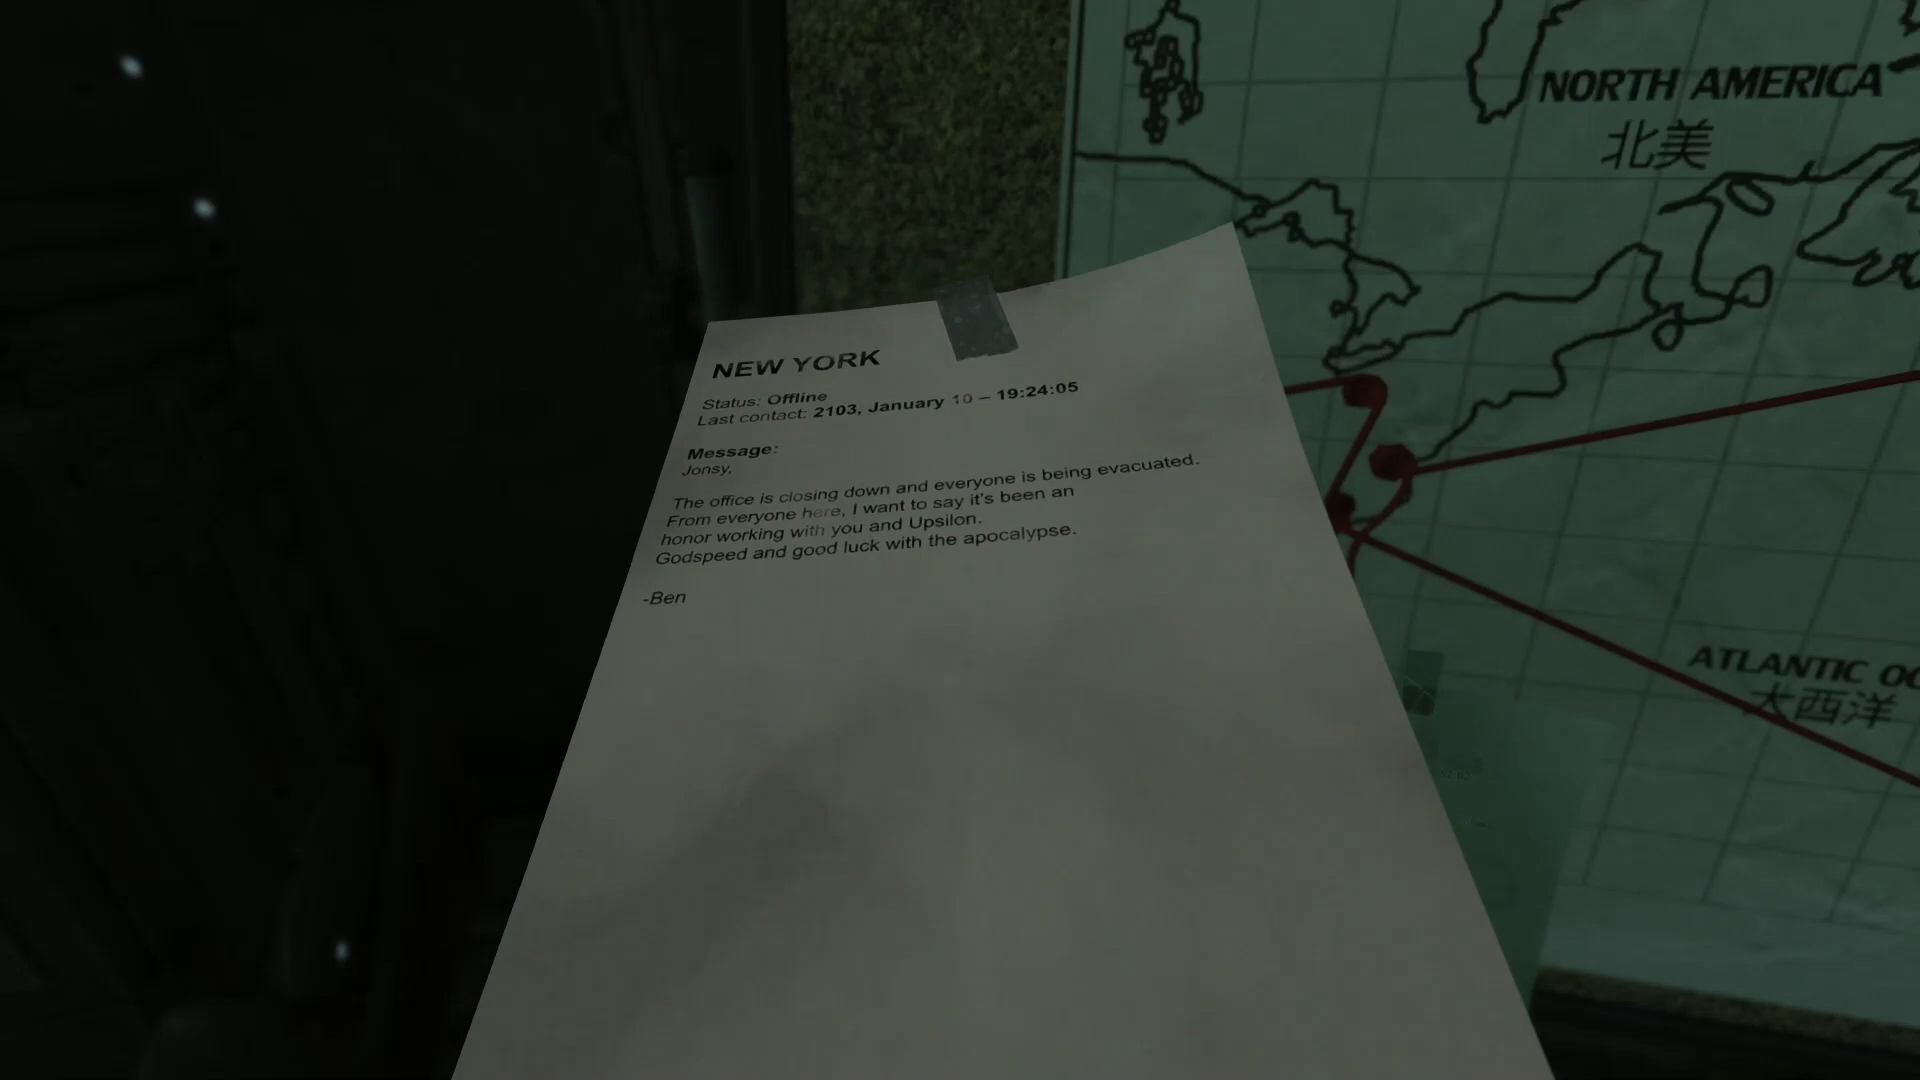 NORTH AMERICA
北美
NEW YORK
Status: Offline
Last contact: 2103, January 10 – 19:24:05
Message:
Jonsy,
The office is closing down and everyone is being evacuated.
From everyone here, I want to say it's been an
honor working with you and Upsilon.
Godspeed and good luck with the apocalypse.
-Ben
ATLANTIC OC
大西洋